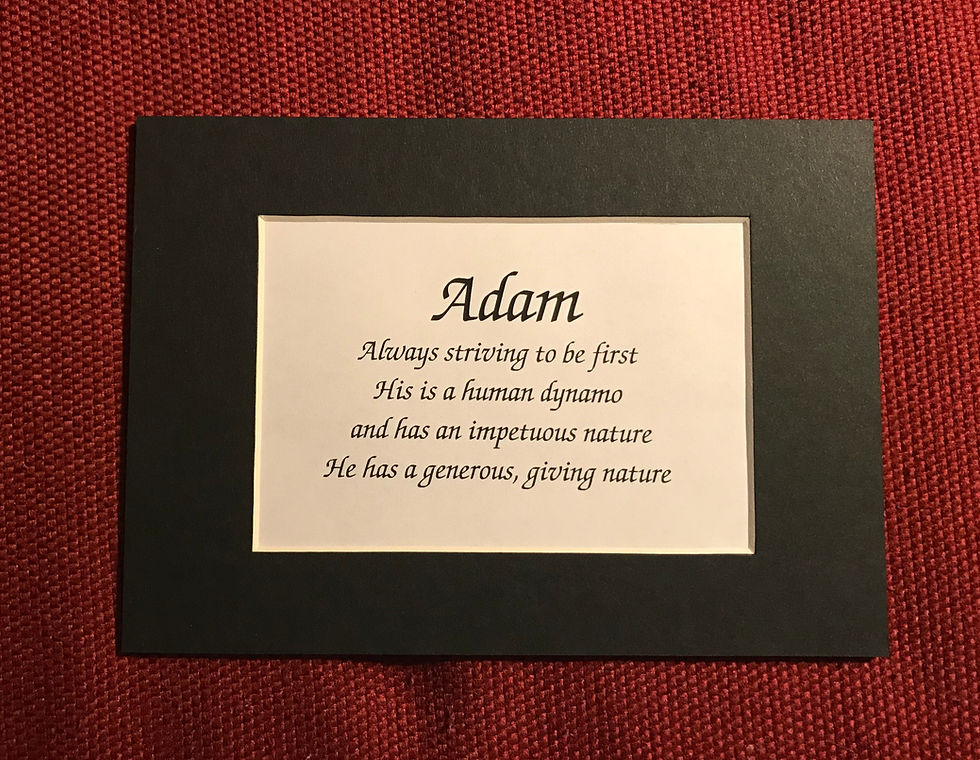 Adam
Always striving to be first
His is a human dynamo
and has an impetuous nature
He has a generous, giving nature